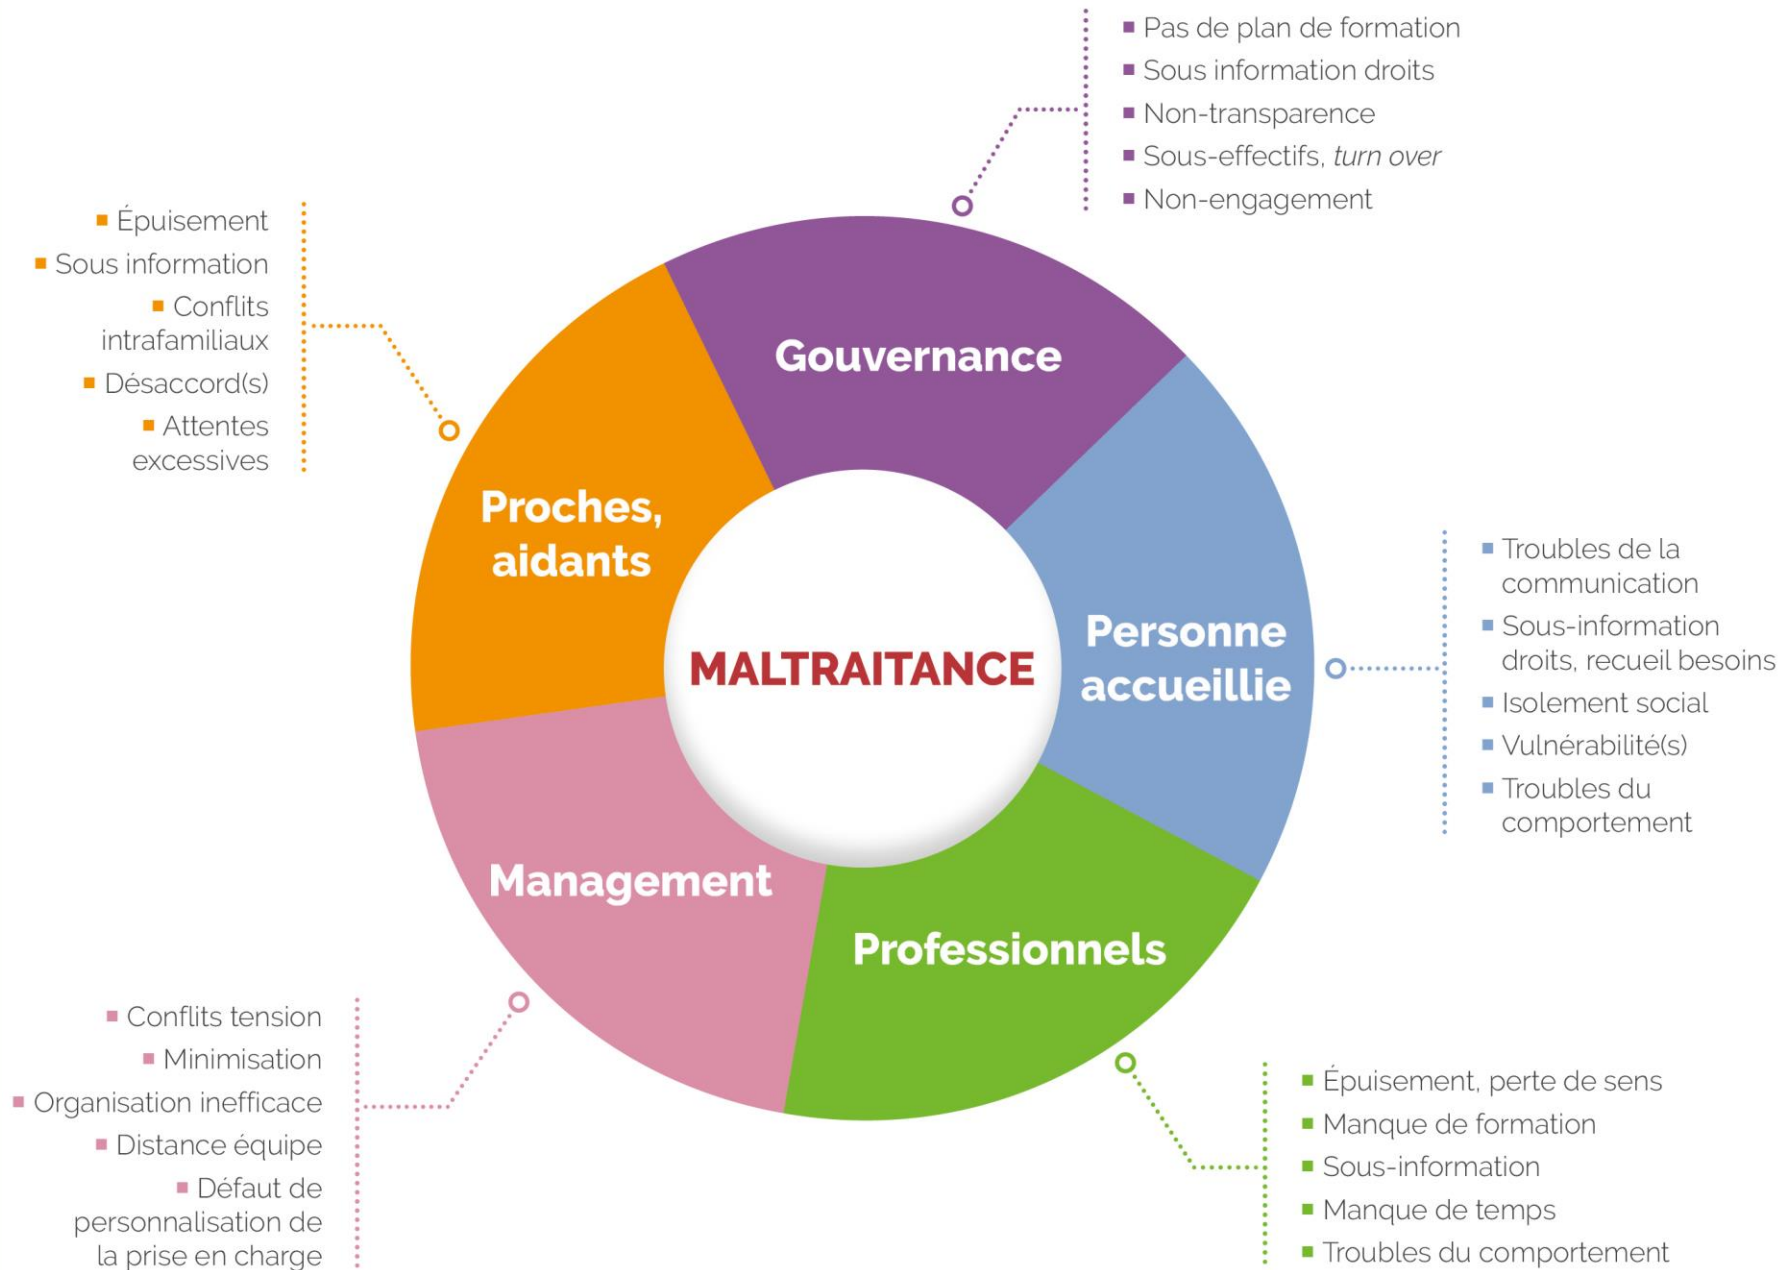 Pas de plan de formation
Sous information droits
Non-transparence
Sous-effectifs, turn over
Non-engagement
Épuisement
Sous information
Conflits
intrafamiliaux
Désaccord(s)
Attentes
excessives
Gouvernance
Proches,
aidants
Personne
accueillie
MALTRAITANCE
Management
Professionnels
Troubles de la
communication
Sous-information
droits, recueil besoins
Isolement social
Vulnérabilité(s)
Troubles du
comportement
Conflits tension
Minimisation
Organisation inefficace
Distance équipe
Défaut de
personnalisation de
la prise en charge
Épuisement, perte de sens
Manque de formation
Sous-information
Manque de temps
Troubles du comportement